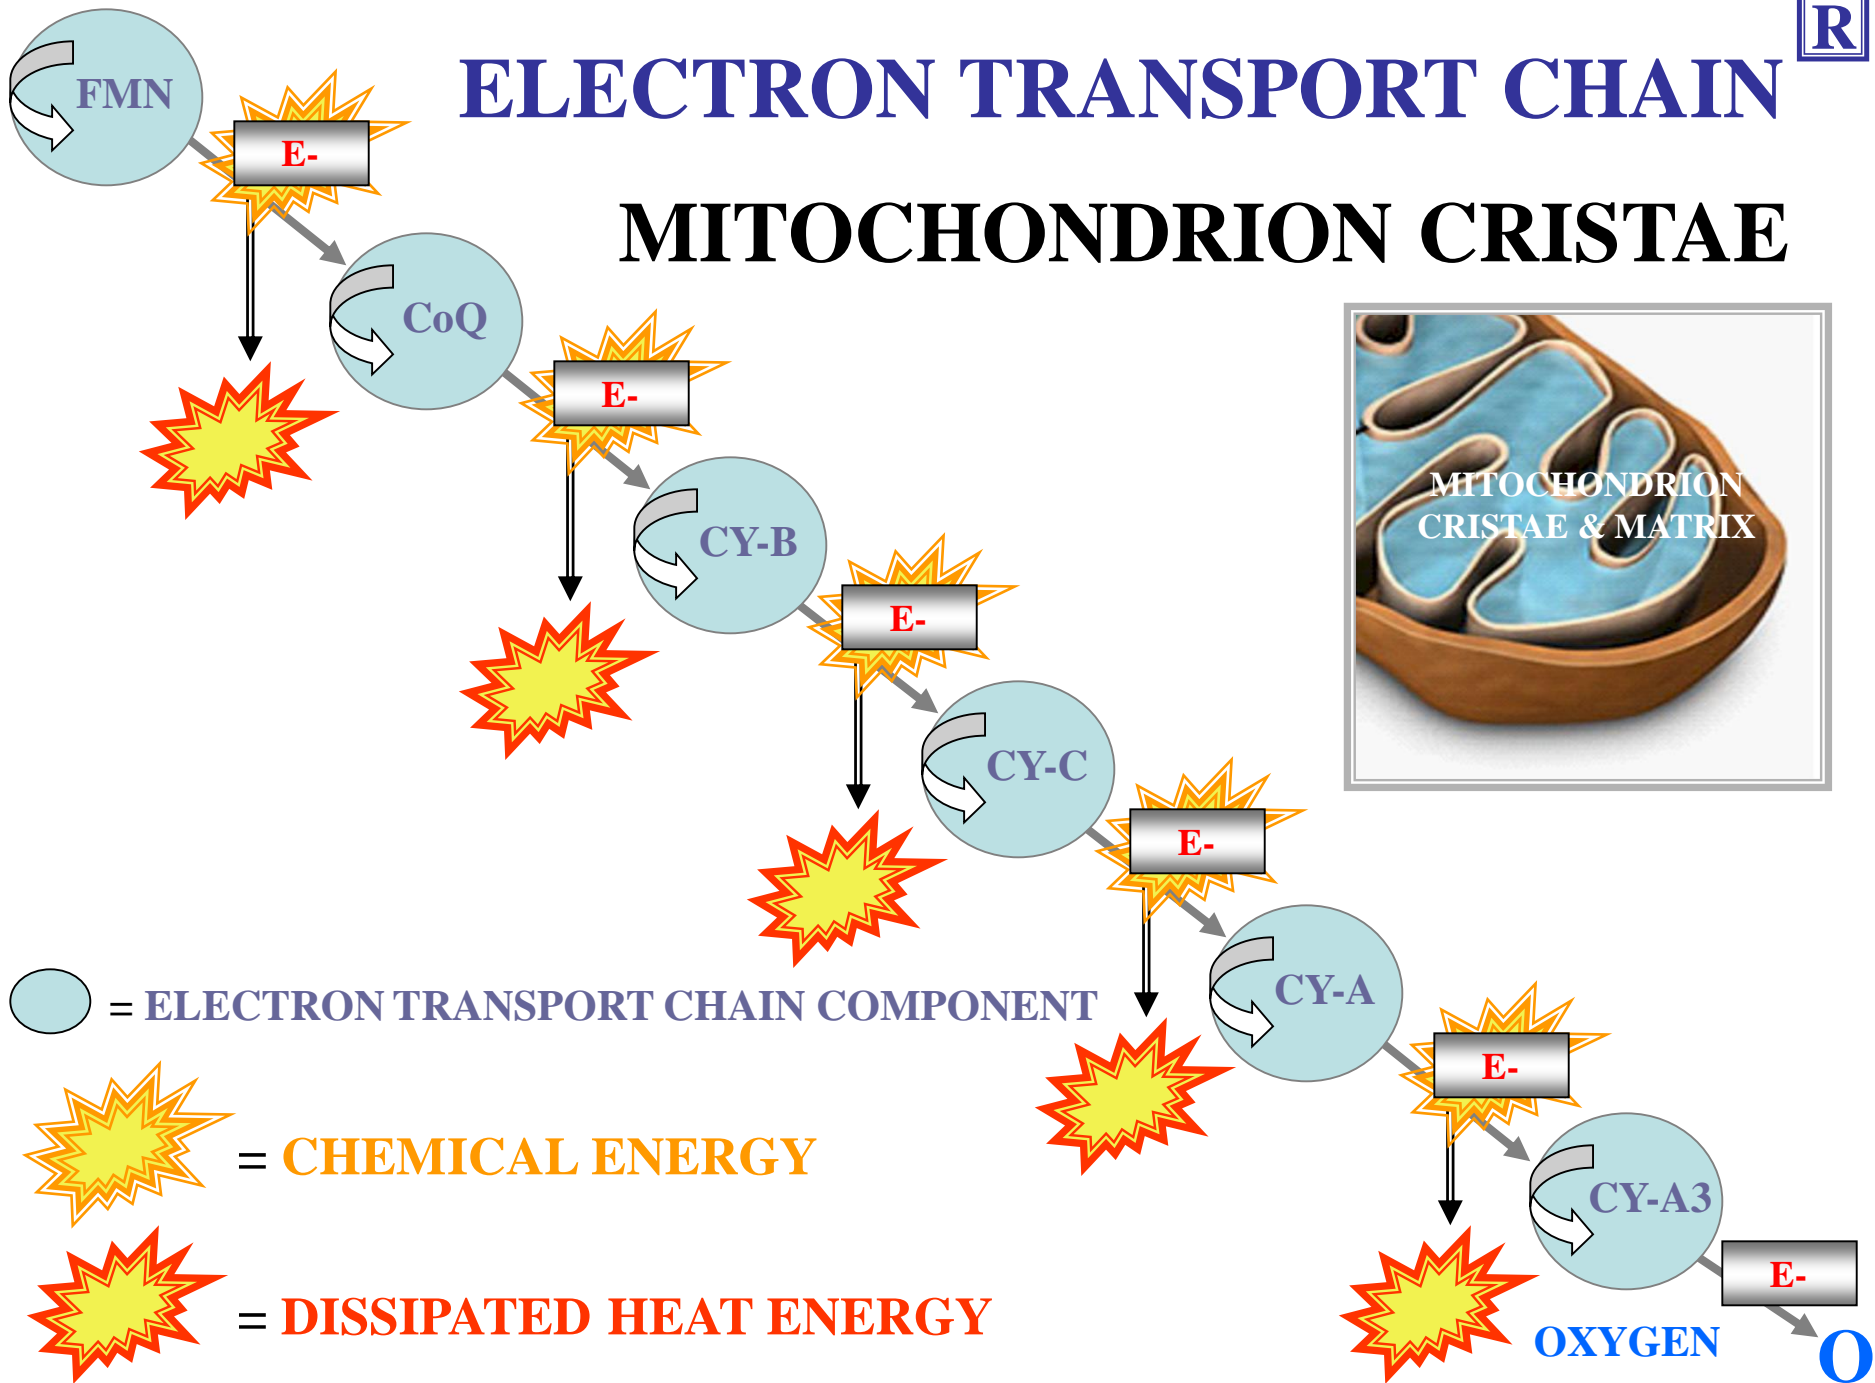 R
ELECTRON TRANSPORT CHAIN
MITOCHONDRION CRISTAE
FMN
E-
CoQ
E-
CY-B
E-
CY-C
E-
CY-A
E-
CY-A3
E-
OXYGEN
O
MITOCHONDRION
CRISTAE & MATRIX
= ELECTRON TRANSPORT CHAIN COMPONENT
= CHEMICAL ENERGY
= DISSIPATED HEAT ENERGY